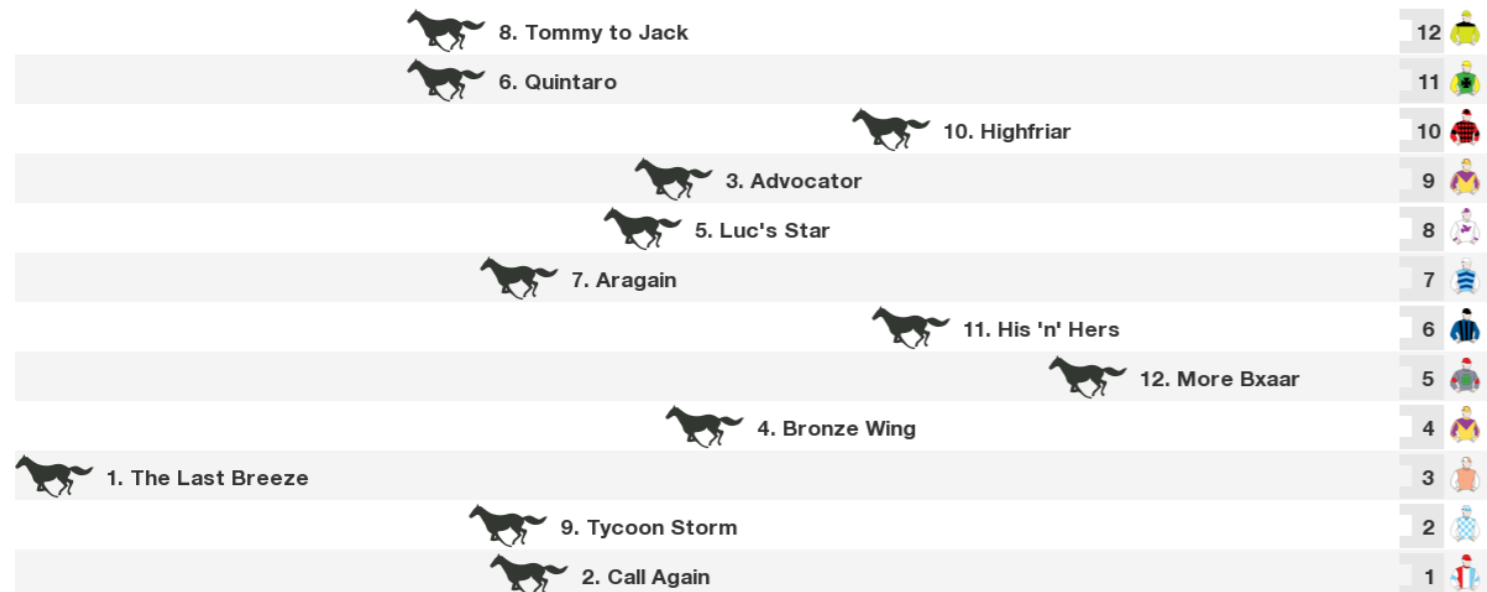 8. Tommy to Jack 12
6. Quintaro 11
10. Highfriar 10
3. Advocator 9
5. Luc's Star 8
7. Aragain 7
11. His 'n' Hers 6
12. More Bxaar 5
4. Bronze Wing 4
1. The Last Breeze 3
9. Tycoon Storm 2
2. Call Again 1